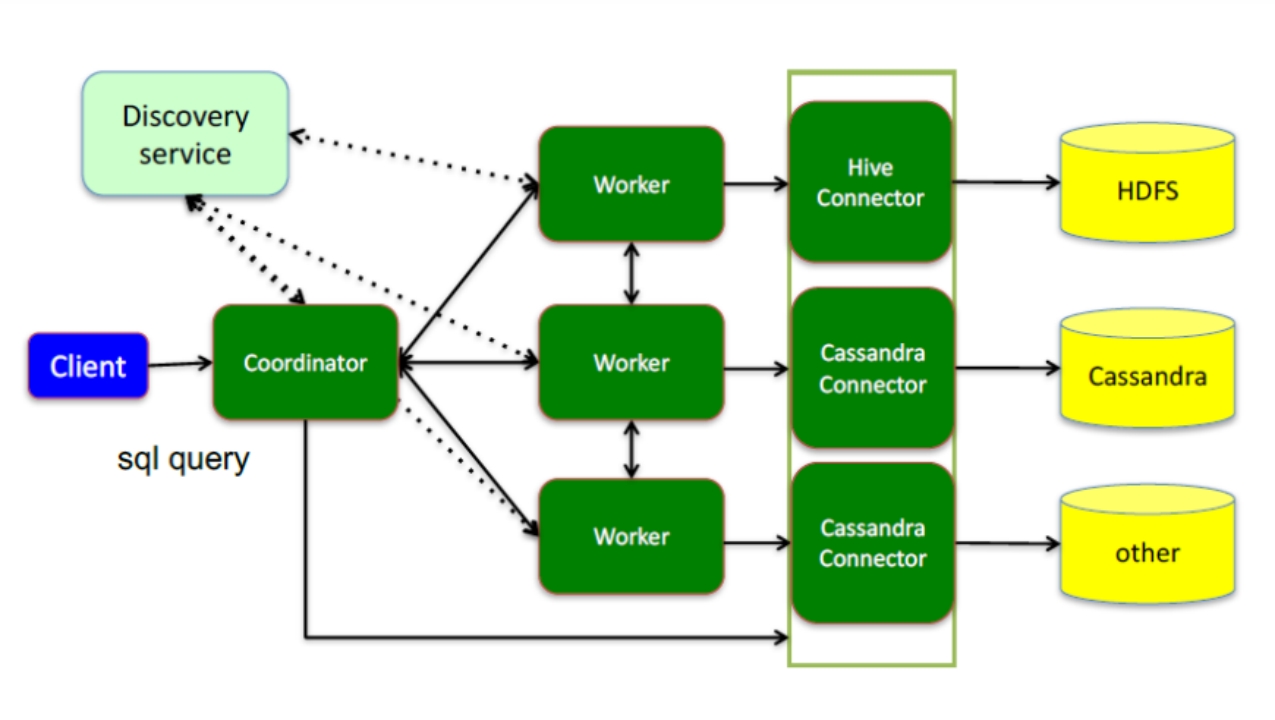 Discovery
service
Worker
Hive
Connector
HDFS
Client
Coordinator
Worker
Cassandra
Connector
Cassandra
sql query
Worker
Cassandra
Connector
other